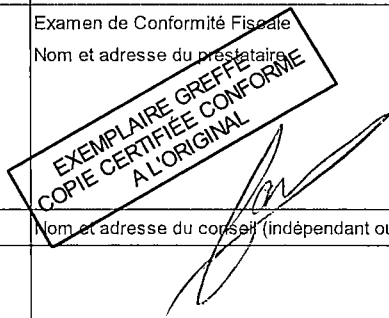 Examen de Conformité Fiscale
Nom et adresse du prestataire
EXEMPLAIRE GREFFE
COPIE CERTIFIÉE CONFORME
A L'ORIGINAL
Nom et adresse du conseil (indépendant ou